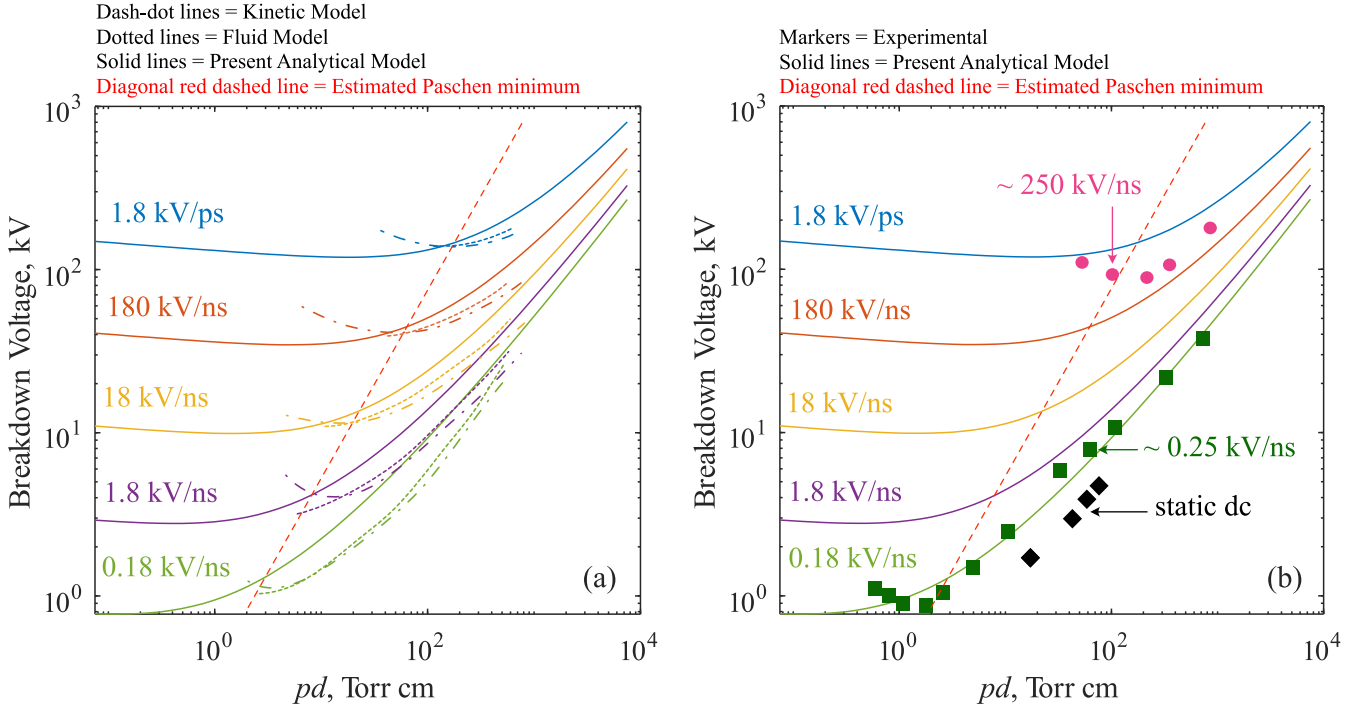 Dash-dot lines = Kinetic Model
Dotted lines = Fluid Model
Solid lines = Present Analytical Model
Diagonal red dashed line = Estimated Paschen minimum
10³
10²
10¹
10⁰
Breakdown Voltage, kV
1.8 kV/ps
180 kV/ns
18 kV/ns
1.8 kV/ns
0.18 kV/ns
(a)
10⁰
10²
10⁴
pd, Torr cm
Markers = Experimental
Solid lines = Present Analytical Model
Diagonal red dashed line = Estimated Paschen minimum
10³
10²
10¹
10⁰
Breakdown Voltage, kV
~ 250 kV/ns
1.8 kV/ps
180 kV/ns
18 kV/ns
~ 0.25 kV/ns
1.8 kV/ns
static dc
0.18 kV/ns
(b)
10⁰
10²
10⁴
pd, Torr cm